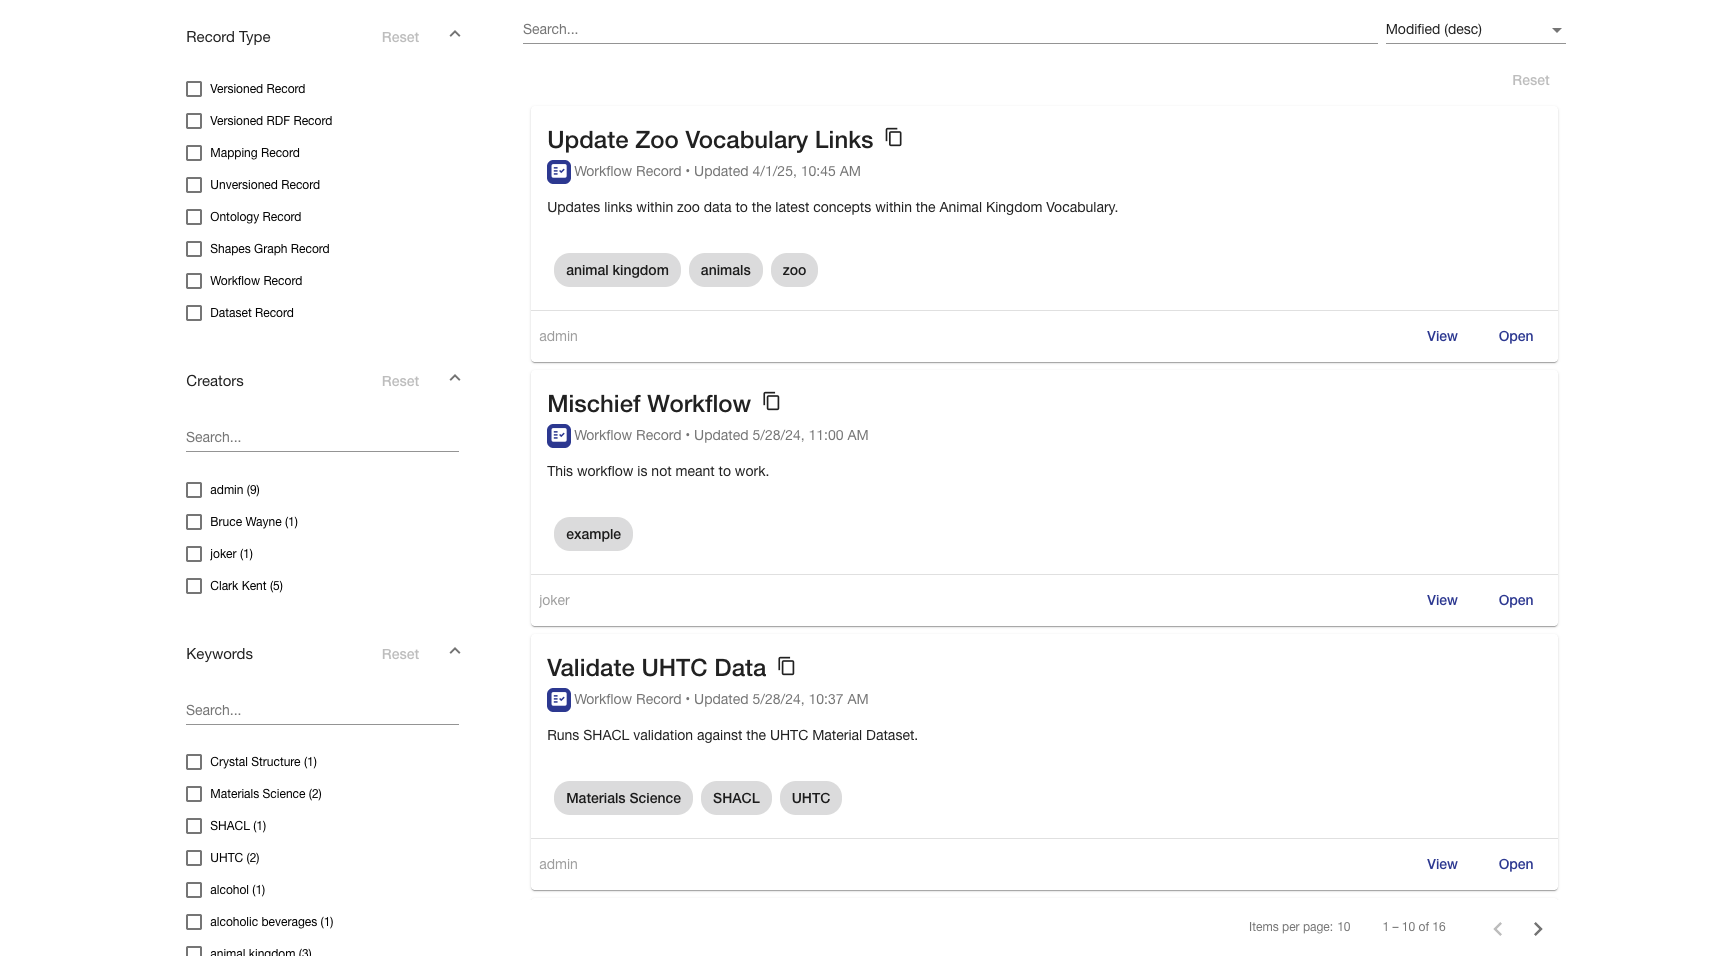 Record Type
Reset
Versioned Record
Versioned RDF Record
Mapping Record
Unversioned Record
Ontology Record
Shapes Graph Record
Workflow Record
Dataset Record
Creators
Reset
Search...
admin (9)
Bruce Wayne (1)
joker (1)
Clark Kent (5)
Keywords
Reset
Search...
Crystal Structure (1)
Materials Science (2)
SHACL (1)
UHTC (2)
alcohol (1)
alcoholic beverages (1)
animal kingdom (3)
Search...
Modified (desc)
Reset
Update Zoo Vocabulary Links
Workflow Record • Updated 4/1/25, 10:45 AM
Updates links within zoo data to the latest concepts within the Animal Kingdom Vocabulary.
animal kingdom animals zoo
admin
View Open
Mischief Workflow
Workflow Record • Updated 5/28/24, 11:00 AM
This workflow is not meant to work.
example
joker
View Open
Validate UHTC Data
Workflow Record • Updated 5/28/24, 10:37 AM
Runs SHACL validation against the UHTC Material Dataset.
Materials Science SHACL UHTC
admin
View Open
Items per page: 10 1 – 10 of 16